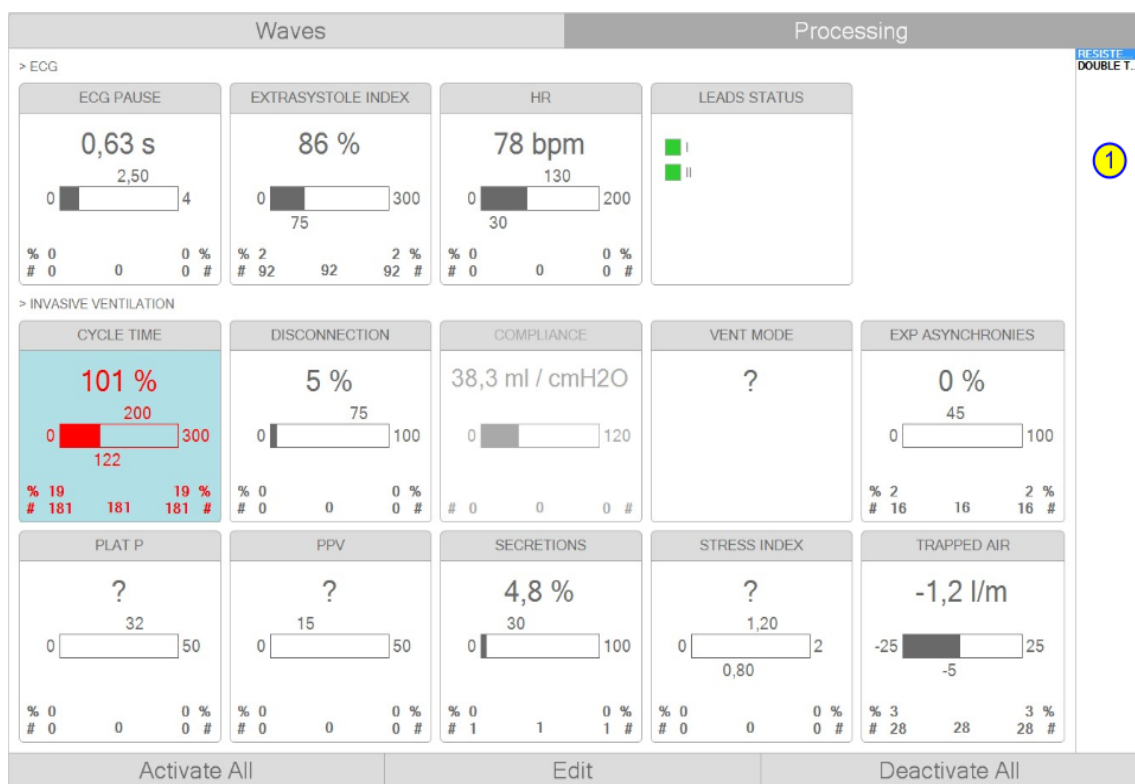 Waves Processing
> ECG
RESISTE...
DOUBLE T...
ECG PAUSE EXTRASYSTOLE INDEX HR LEADS STATUS
0,63 s 86 % 78 bpm
I
II
2,50 130
0 4 0 300 0 200
75 30
% 0 0 % % 2 2 % % 0 0 %
# 0 0 0 # # 92 92 92 # # 0 0 0 #
1
> INVASIVE VENTILATION
CYCLE TIME DISCONNECTION COMPLIANCE VENT MODE EXP ASYNCHRONIES
101 % 5 % 38,3 ml / cmH2O ? 0 %
200 75 45
0 300 0 100 0 120 0 100
122
% 19 19 % % 0 0 % % 2 2 %
# 181 181 181 # # 0 0 0 # # 0 0 0 # # 16 16 16 #
PLAT P PPV SECRETIONS STRESS INDEX TRAPPED AIR
? ? 4,8 % ? -1,2 l/m
32 15 30 1,20
0 50 0 50 0 100 0 2 -25 25
0,80 -5
% 0 0 % % 0 0 % % 0 0 % % 0 0 % % 3 3 %
# 0 0 0 # # 0 0 0 # # 1 1 1 # # 0 0 0 # # 28 28 28 #
Activate All Edit Deactivate All